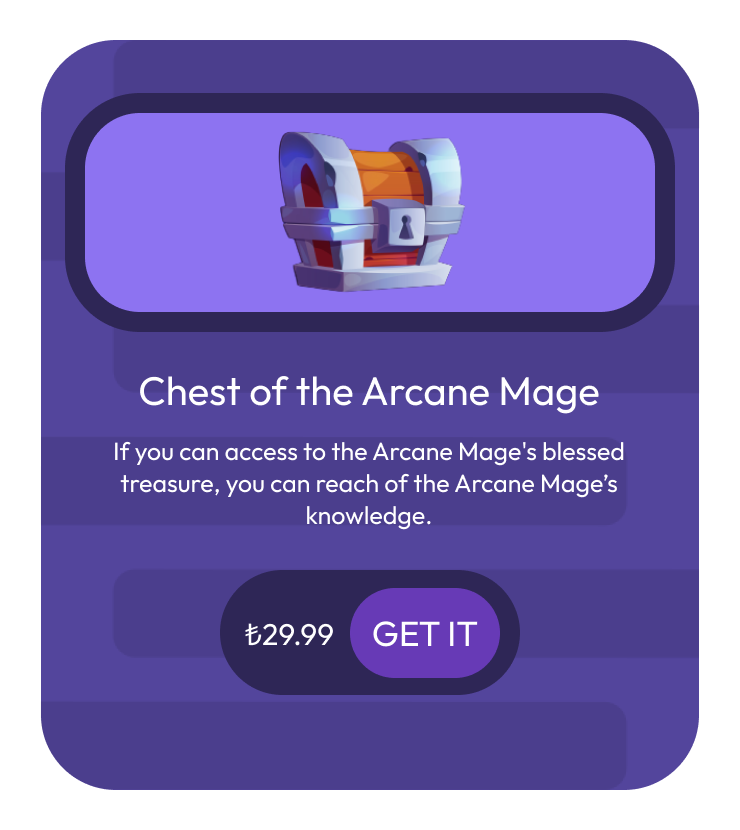 Chest of the Arcane Mage
If you can access to the Arcane Mage's blessed
treasure, you can reach of the Arcane Mage’s
knowledge.
₺29.99 GET IT